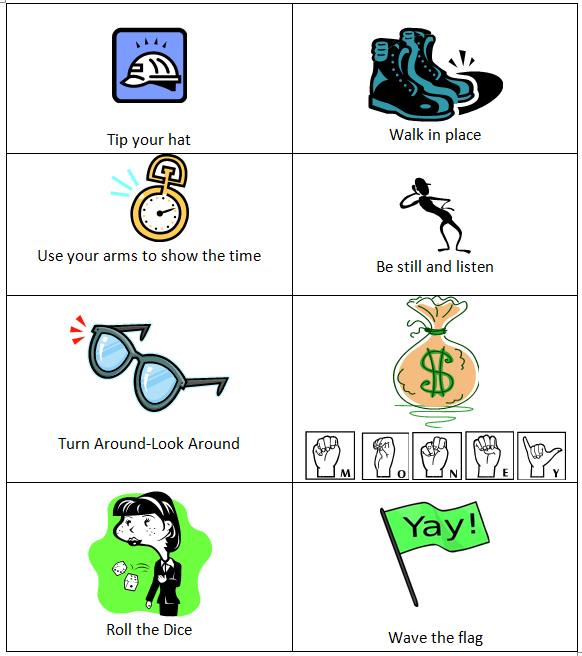 Tip your hat
Walk in place
Use your arms to show the time
Be still and listen
Turn Around-Look Around
$
M O N E Y
Roll the Dice
Yay!
Wave the flag